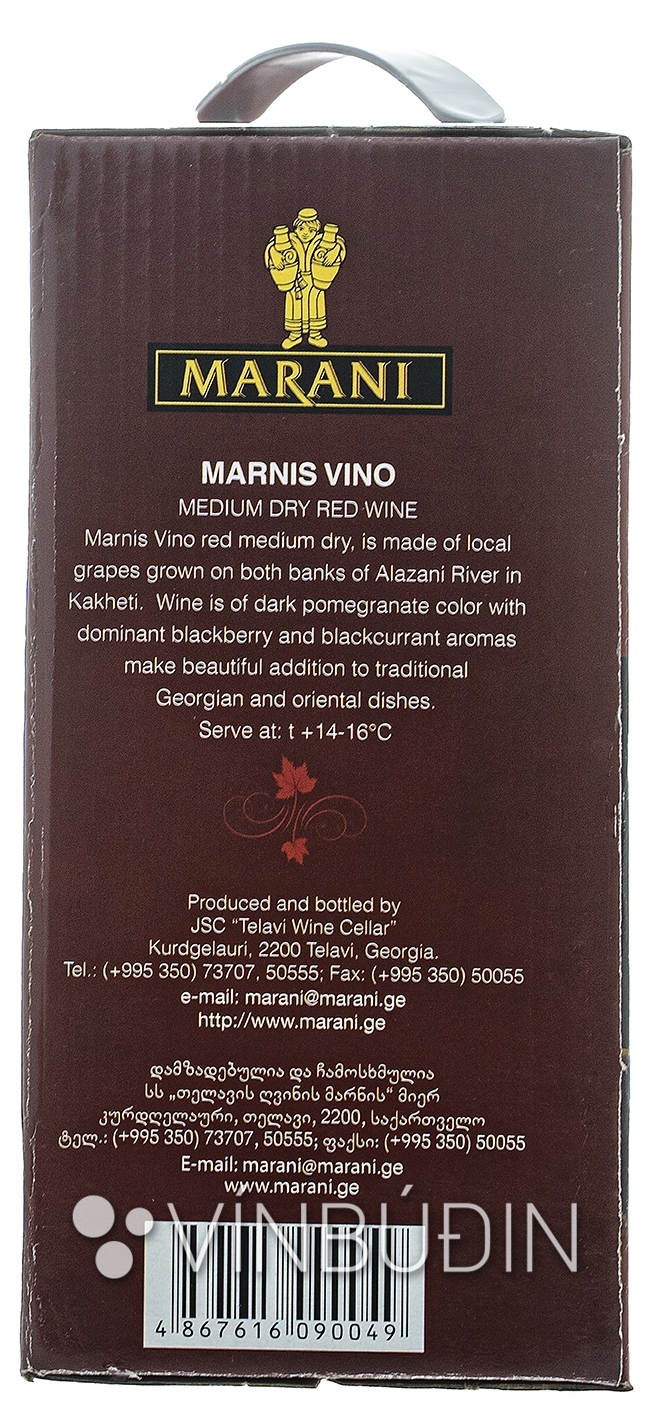 MARANI
MARNIS VINO
MEDIUM DRY RED WINE
Marnis Vino red medium dry, is made of local
grapes grown on both banks of Alazani River in
Kakheti. Wine is of dark pomegranate color with
dominant blackberry and blackcurrant aromas
make beautiful addition to traditional
Georgian and oriental dishes.
Serve at: t +14-16°C
Produced and bottled by
JSC “Telavi Wine Cellar”
Kurdgelauri, 2200 Telavi, Georgia.
Tel.: (+995 350) 73707, 50555; Fax: (+995 350) 50055
e-mail: marani@marani.ge
http://www.marani.ge
დამზადებულია და ჩამოსხმულია
სს „თელავის ღვინის მარნის“ მიერ
კურდღელაური, თელავი, 2200, საქართველო
ტელ.: (+995 350) 73707, 50555; ფაქსი: (+995 350) 50055
E-mail: marani@marani.ge
www.marani.ge
VÍNBÚÐIN
4 867616 090049